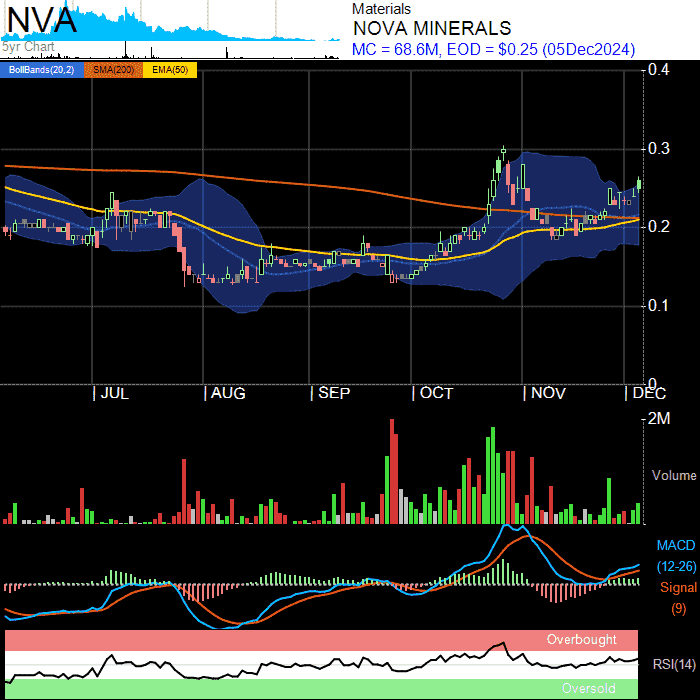 NVA
5yr Chart
Materials
NOVA MINERALS
MC = 68.6M, EOD = $0.25 (05Dec2024)
BollBands(20,2) SMA(200) EMA(50)
0.4
0.3
0.2
0.1
0
JUL AUG SEP OCT NOV DEC
2M
Volume
MACD
(12-26)
Signal
(9)
Overbought
RSI(14)
Oversold